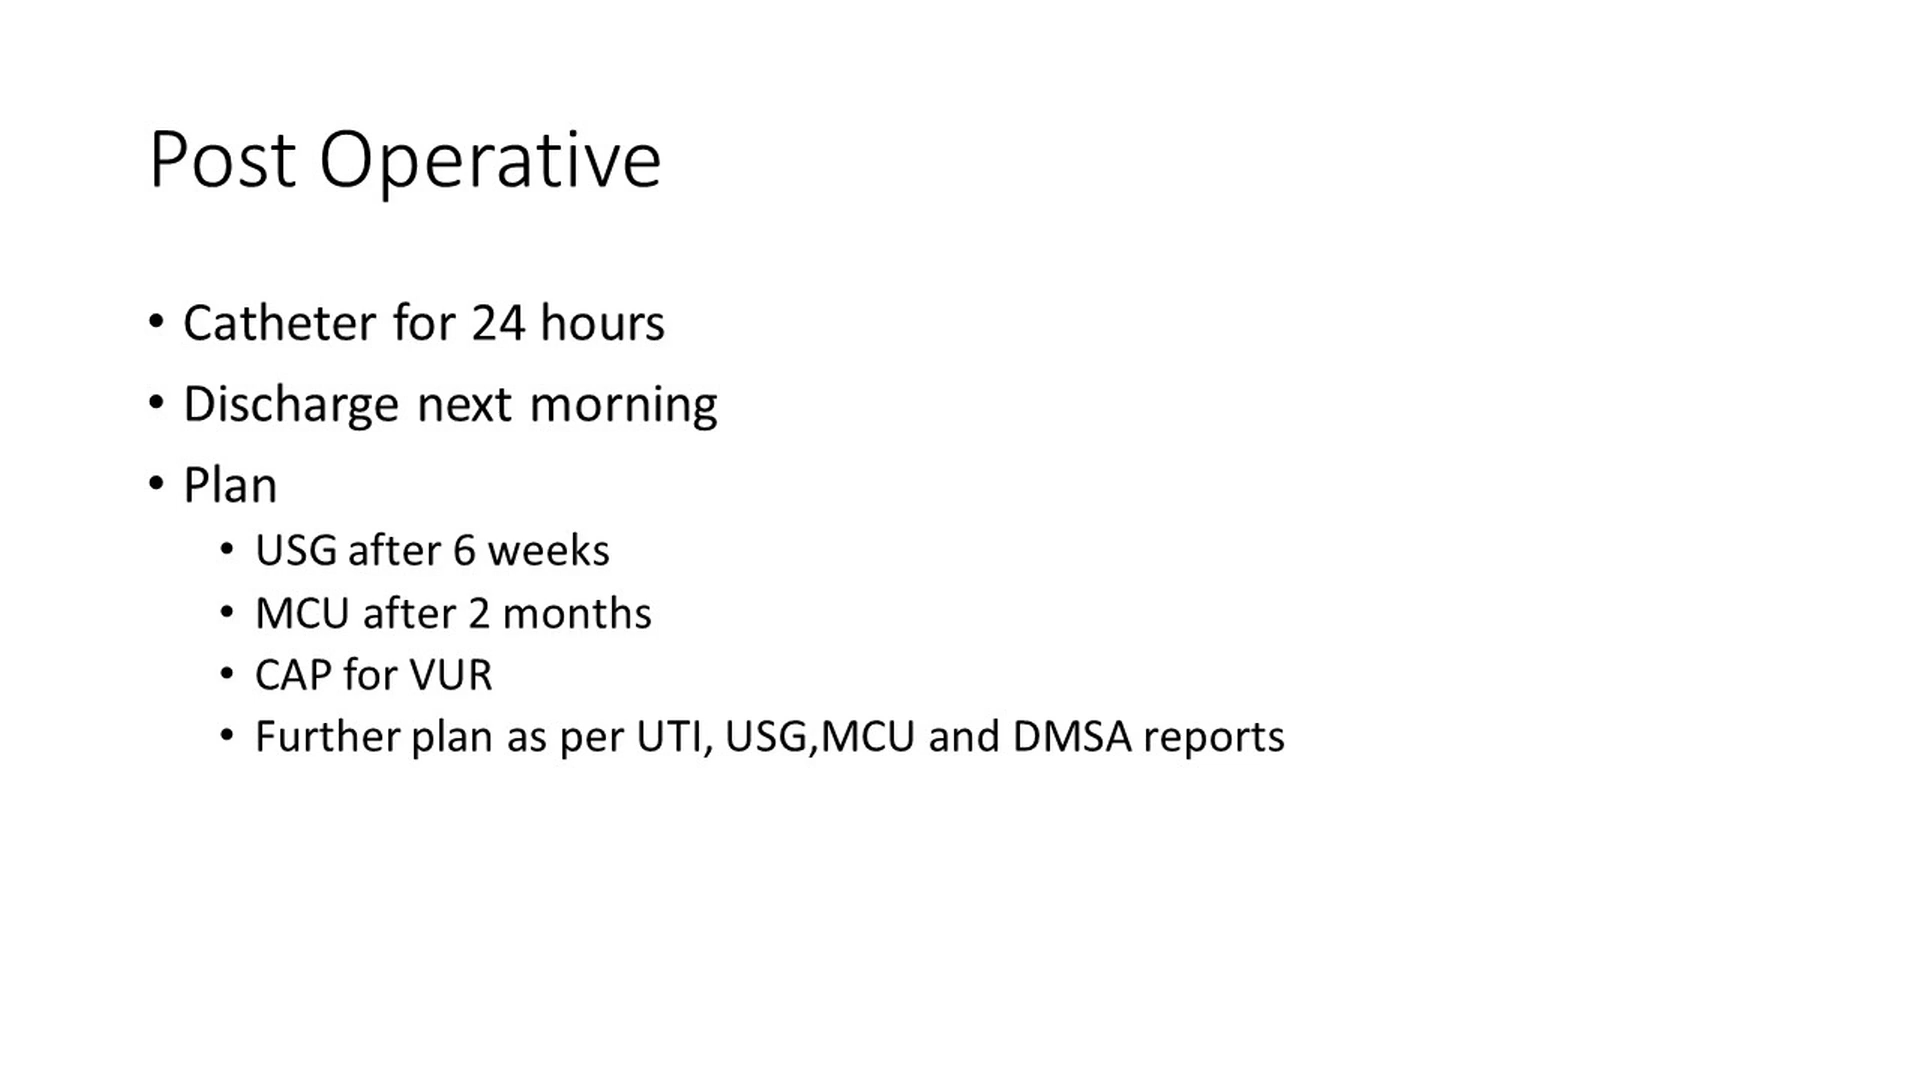 Post Operative
• Catheter for 24 hours
• Discharge next morning
• Plan
• USG after 6 weeks
• MCU after 2 months
• CAP for VUR
• Further plan as per UTI, USG,MCU and DMSA reports